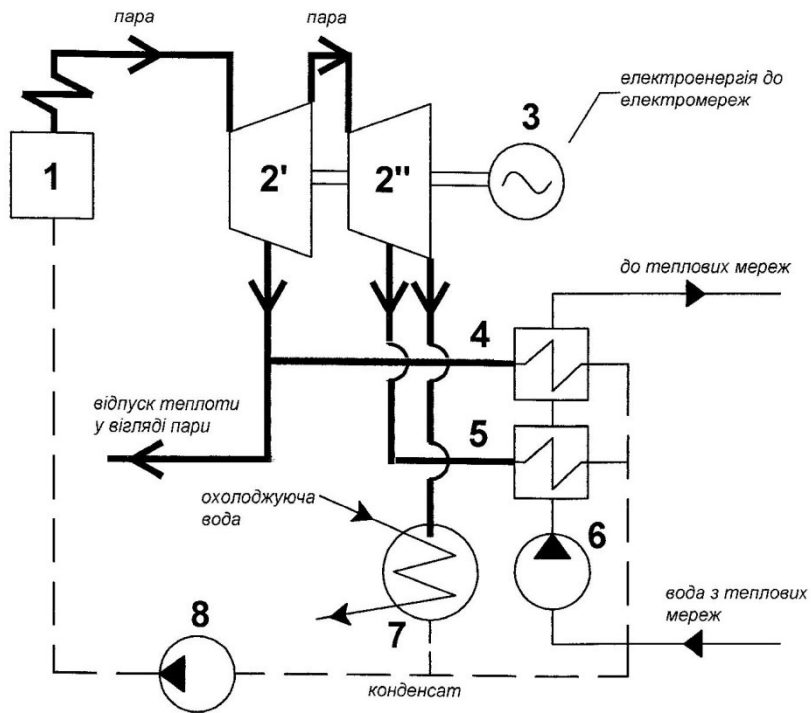 пара
пара
електроенергія до
електромереж
3
1
2'
2"
до теплових мереж
4
відпуск теплоти
у вігляді пари
5
охолоджуюча
вода
6
вода з теплових
мереж
8
7
конденсат